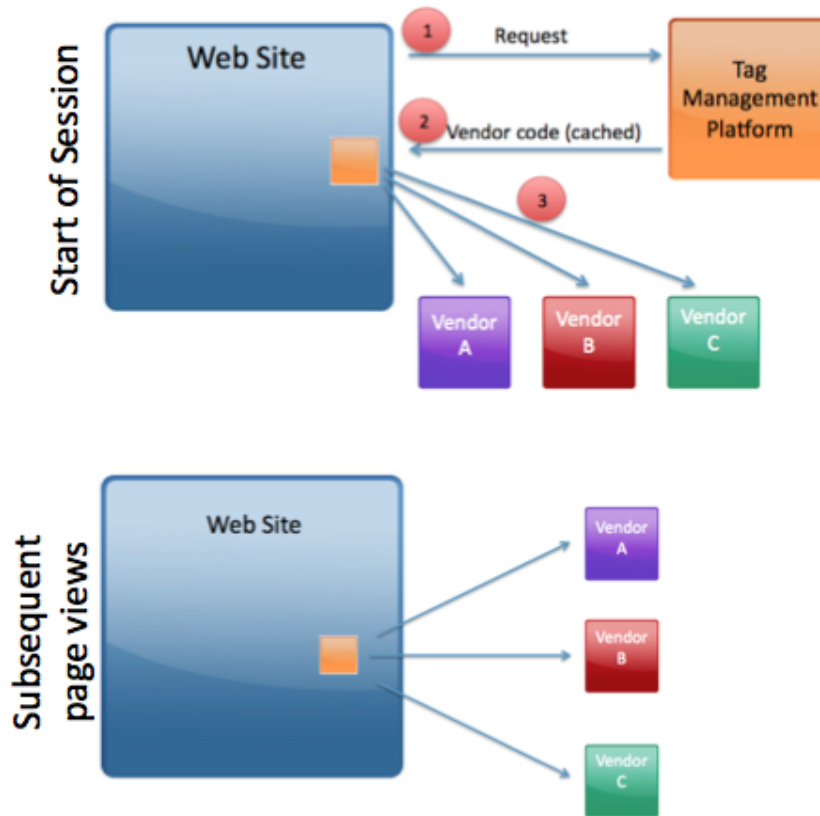 Start of Session
Web Site
1
Request
Tag
Management
Platform
2
Vendor code (cached)
3
Vendor
A
Vendor
B
Vendor
C
Subsequent
page views
Web Site
Vendor
A
Vendor
B
Vendor
C